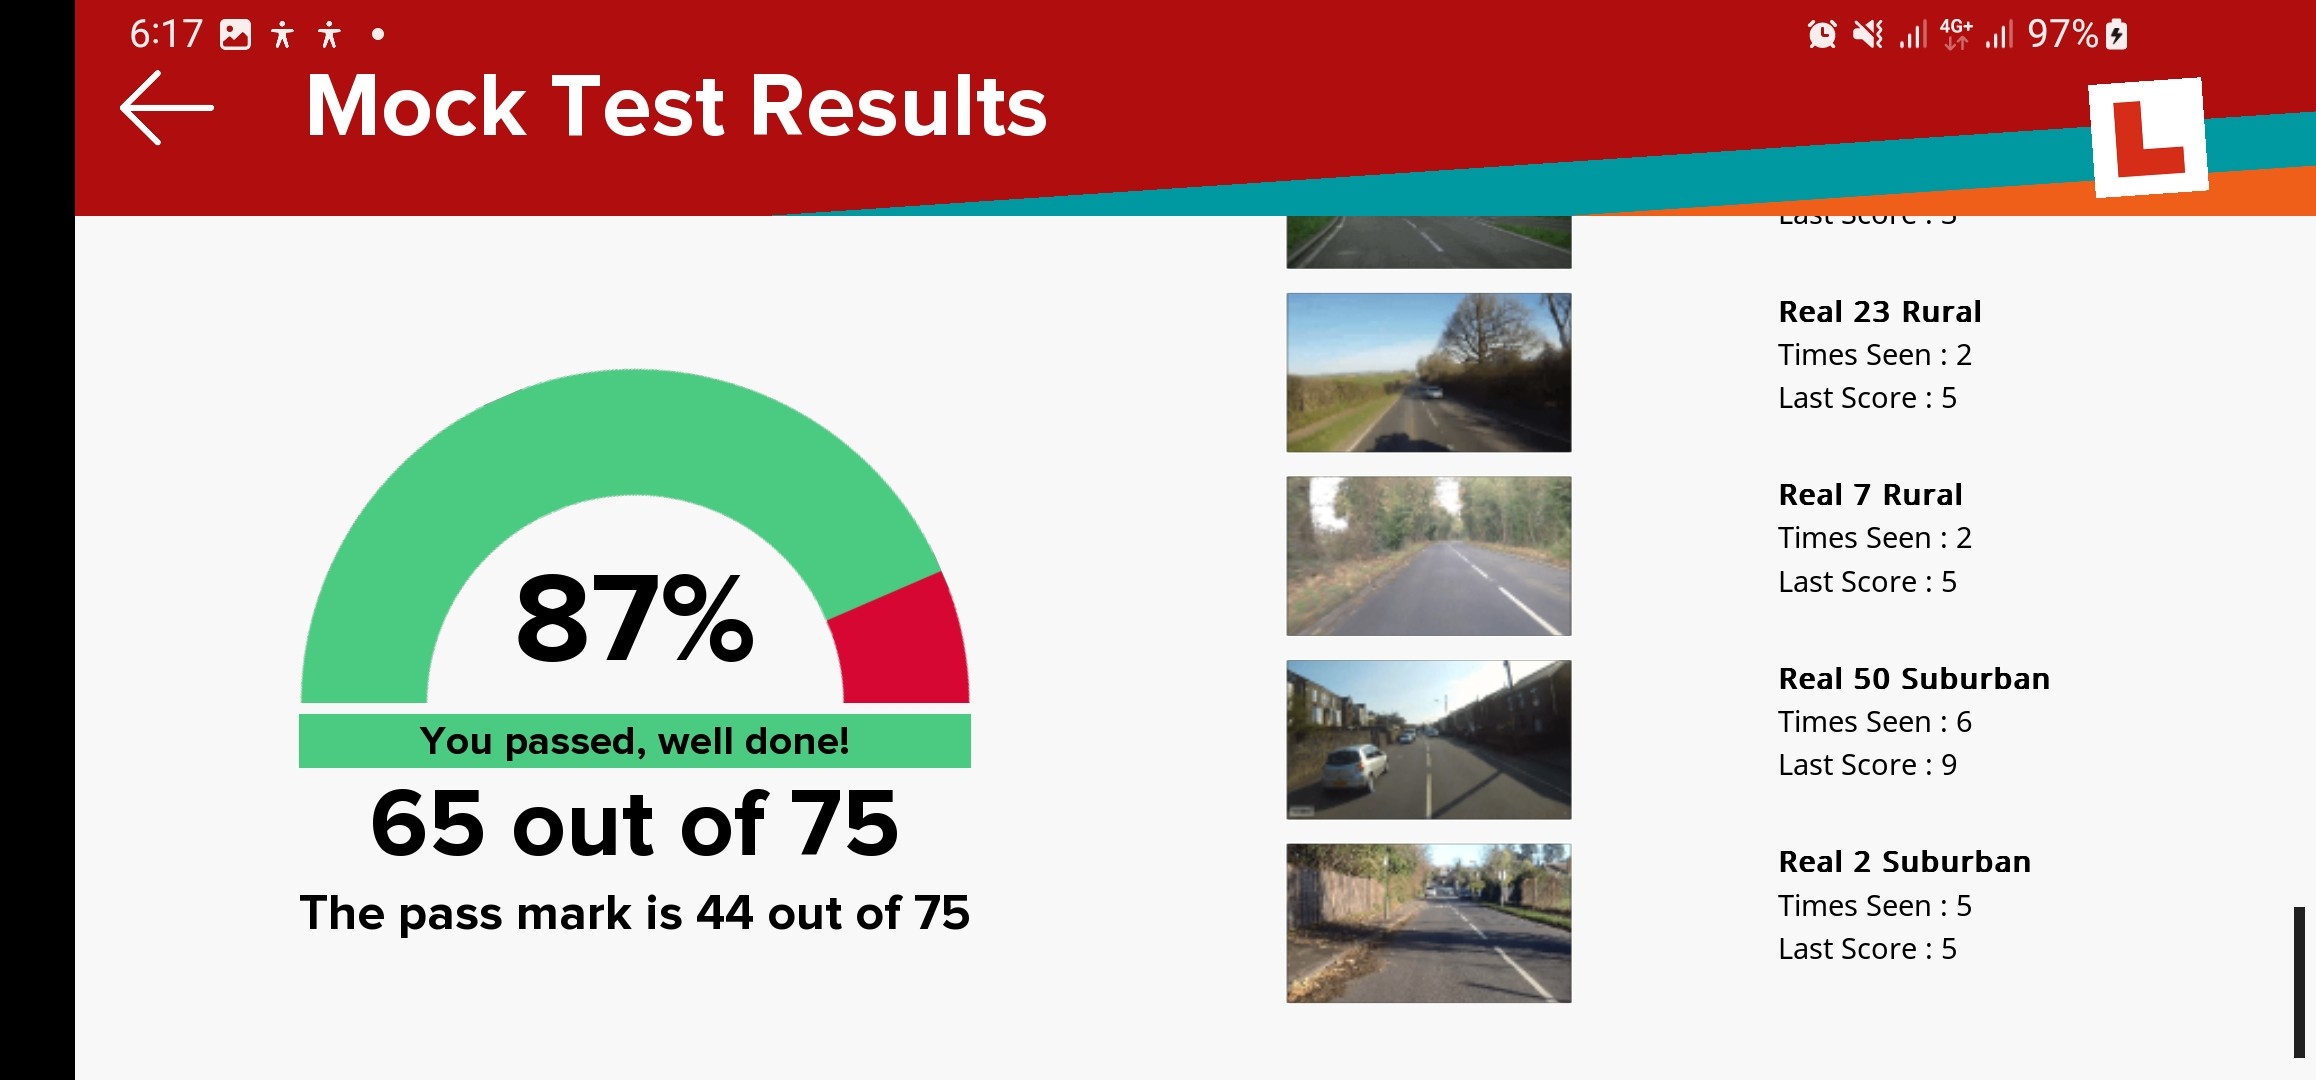 6:17
4G+
97%
Mock Test Results
L
Last Score : 5
Real 23 Rural
Times Seen : 2
Last Score : 5
Real 7 Rural
Times Seen : 2
Last Score : 5
Real 50 Suburban
Times Seen : 6
Last Score : 9
Real 2 Suburban
Times Seen : 5
Last Score : 5
87%
You passed, well done!
65 out of 75
The pass mark is 44 out of 75